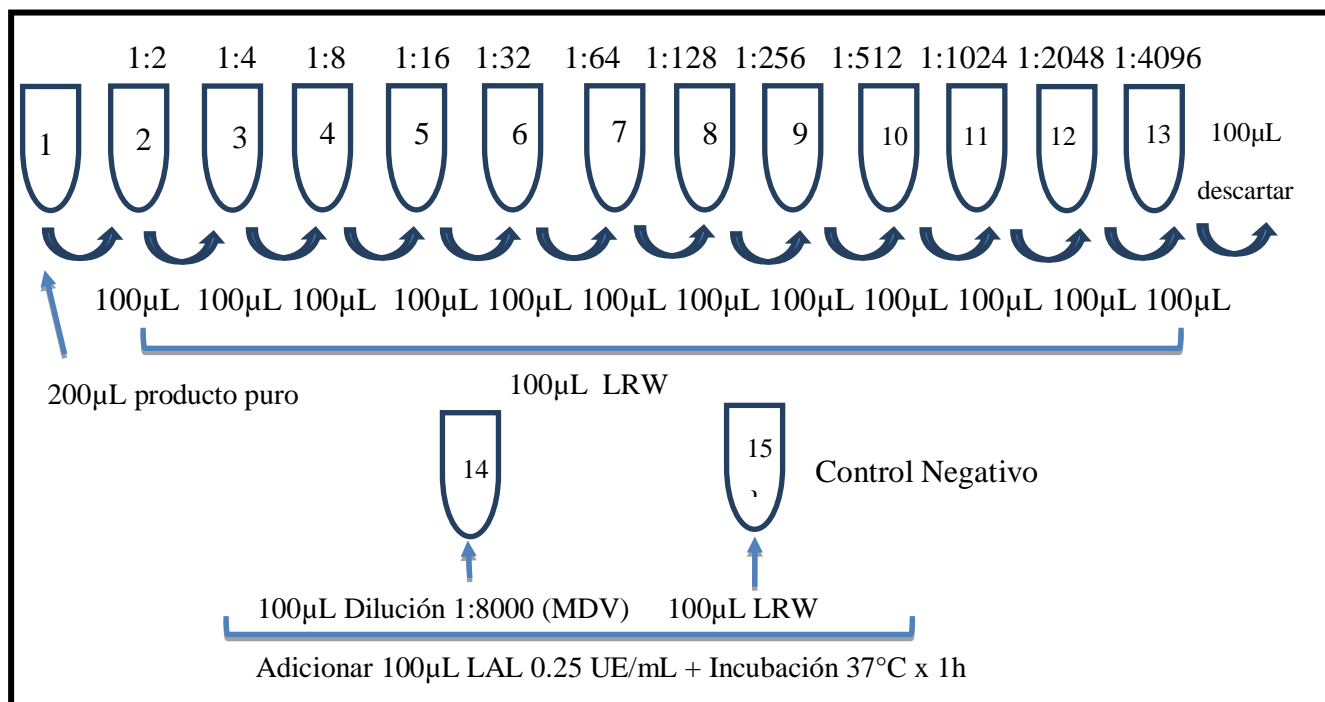 1:2 1:4 1:8 1:16 1:32 1:64 1:128 1:256 1:512 1:1024 1:2048 1:4096
1 2 3 4 5 6 7 8 9 10 11 12 13 100µL
descartar
100µL 100µL 100µL 100µL 100µL 100µL 100µL 100µL 100µL 100µL 100µL 100µL
200µL producto puro
100µL LRW
14 15 Control Negativo
100µL Dilución 1:8000 (MDV) 100µL LRW
Adicionar 100µL LAL 0.25 UE/mL + Incubación 37°C x 1h